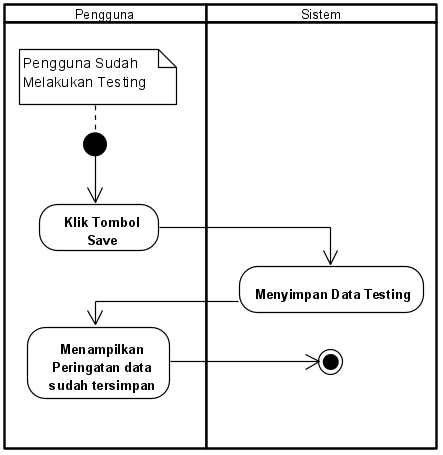 Pengguna
Sistem
Pengguna Sudah
Melakukan Testing
Klik Tombol
Save
Menyimpan Data Testing
Menampilkan
Peringatan data
sudah tersimpan